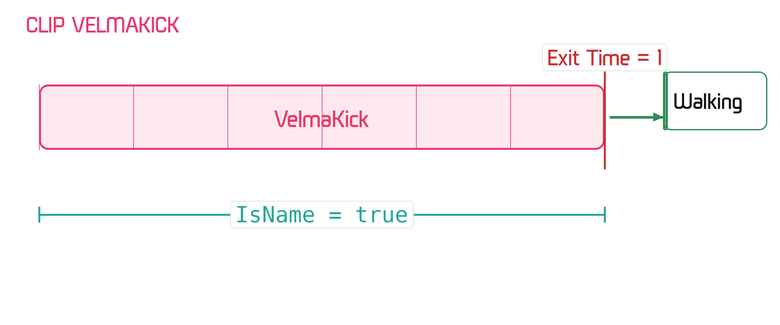 CLIP VELMAKICK
Exit Time = 1
VelmaKick
Walking
IsName = true